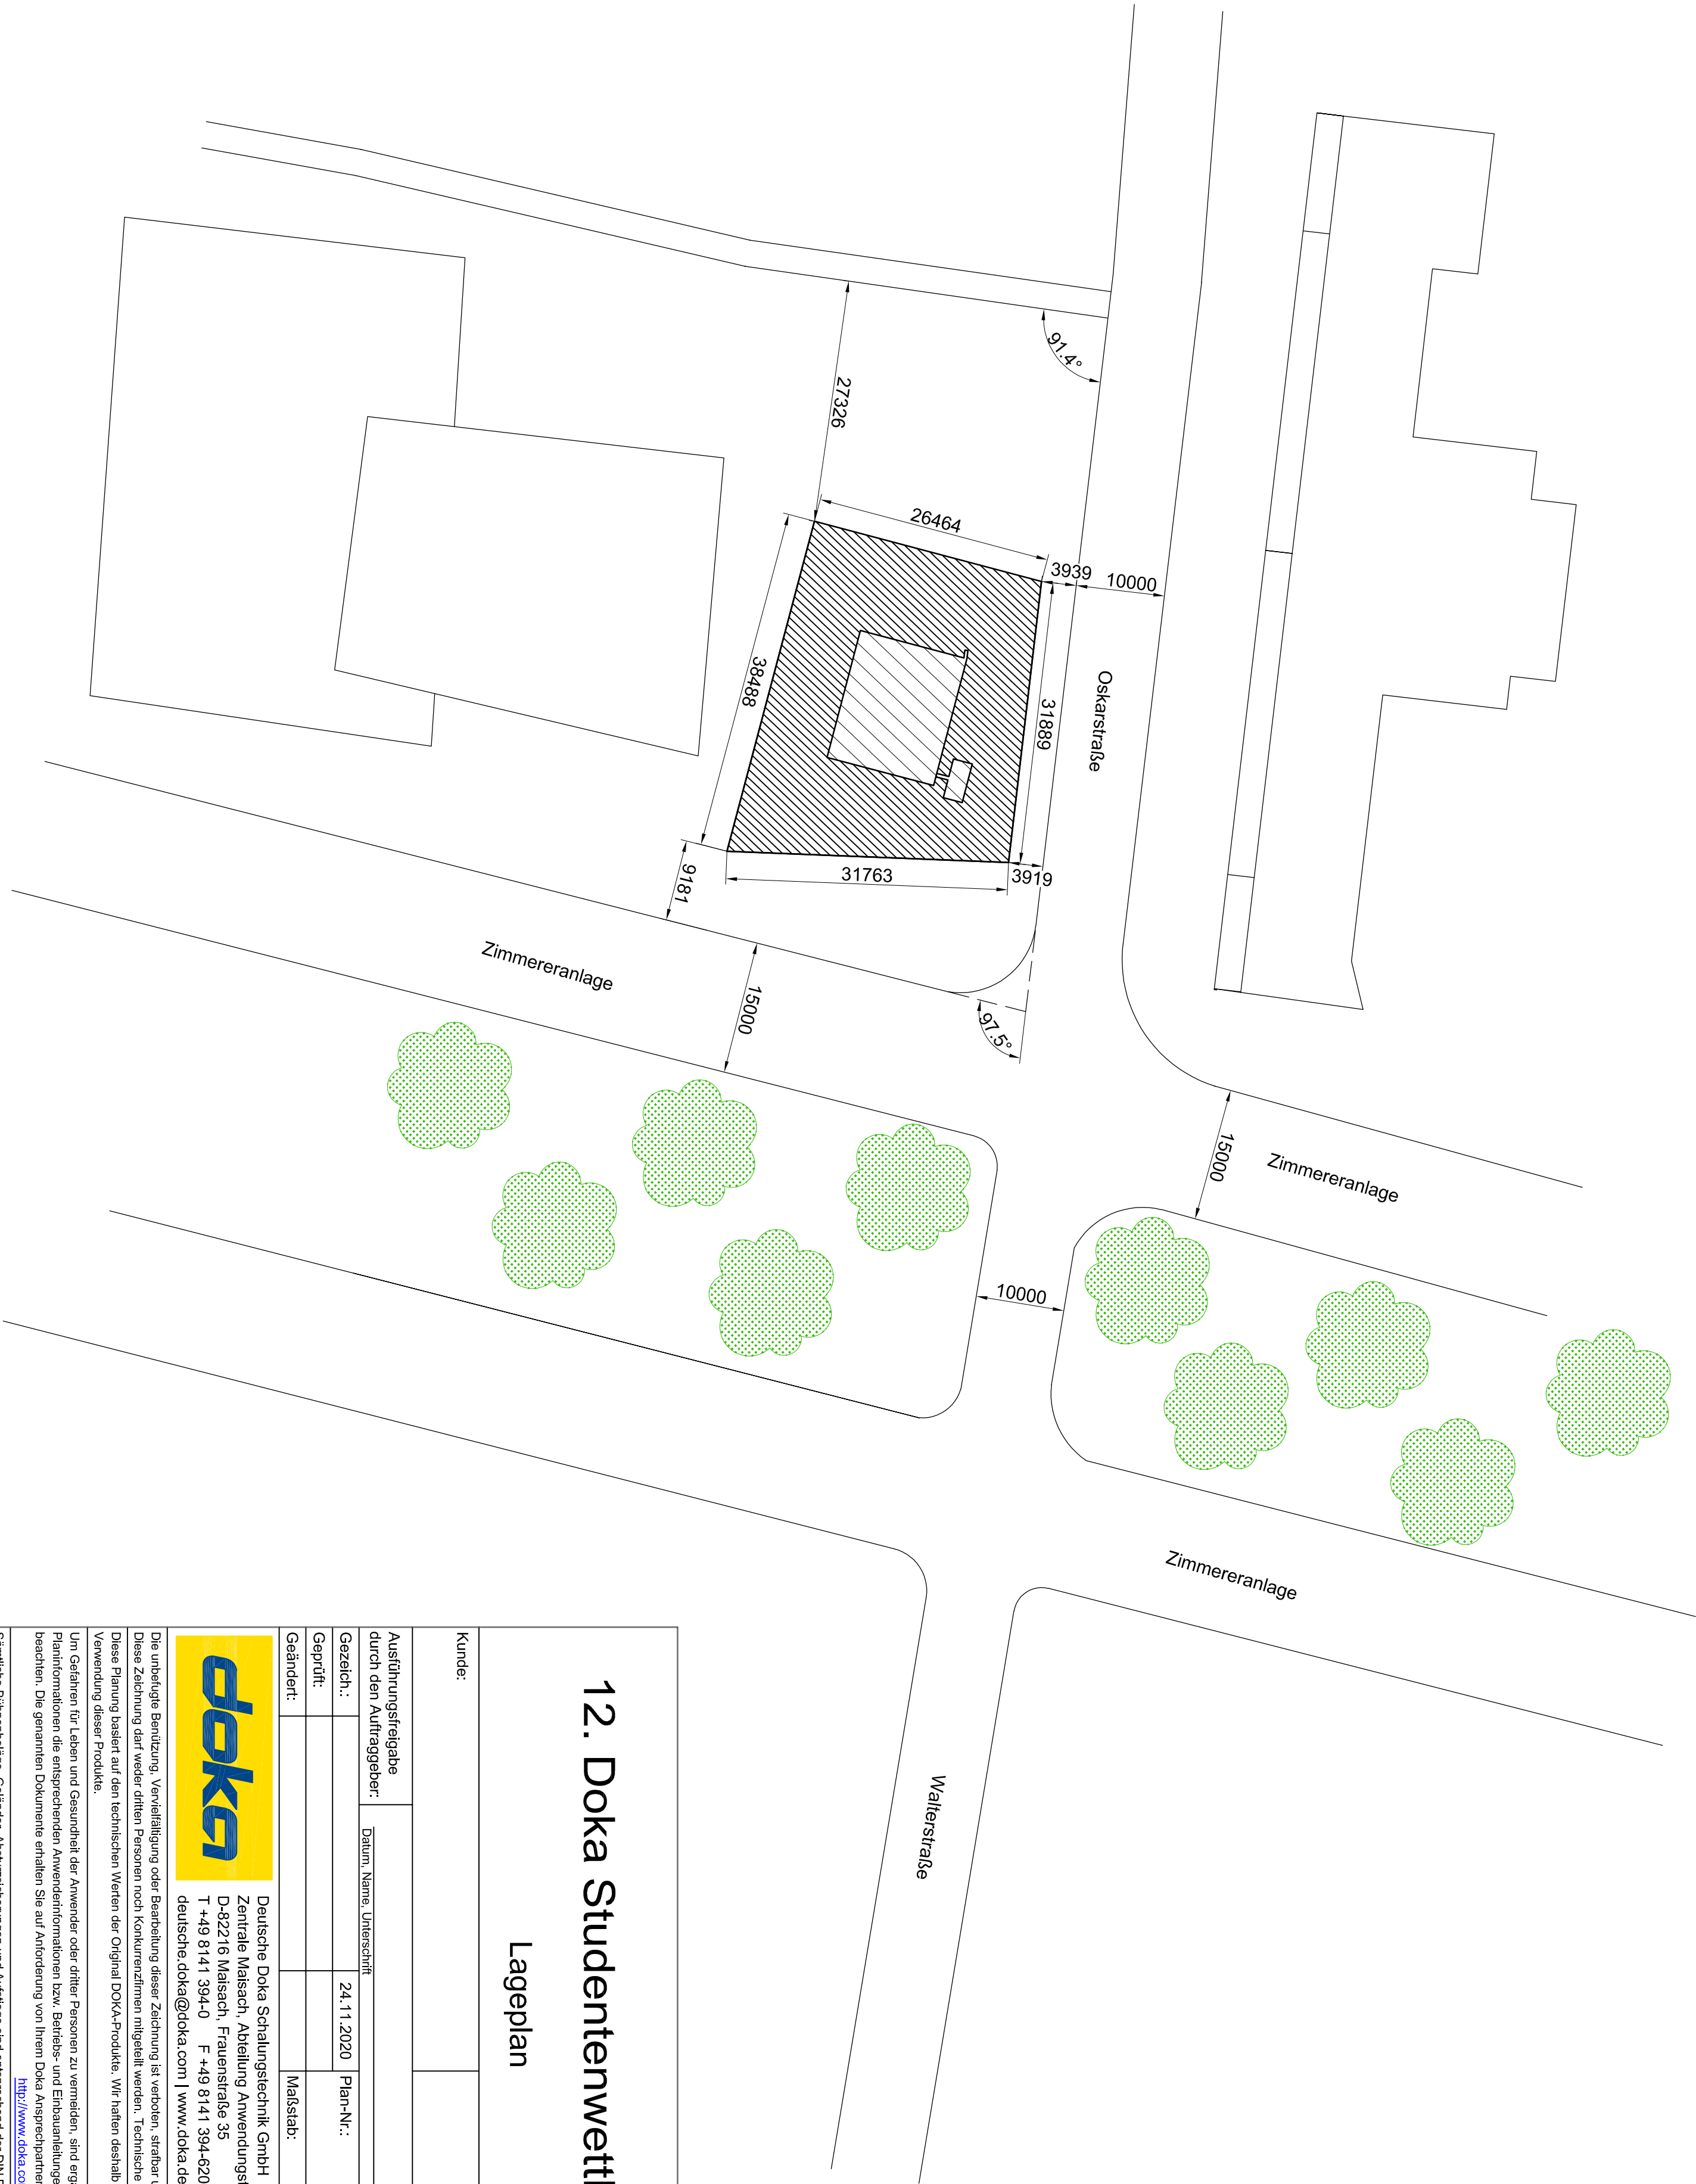 91.4°
27326
26464
3939
10000
Oskarstraße
31889
38488
31763
3919
9181
Zimmereranlage
15000
97.5°
15000
Zimmereranlage
10000
Zimmereranlage
Walterstraße
12. Doka Studentenwettb
Lageplan
Kunde:
Ausführungsfreigabe
durch den Auftraggeber:
Datum, Name, Unterschrift
Gezeich.:
24.11.2020
Plan-Nr.:
Geprüft:
Geändert:
Maßstab:
doka
Deutsche Doka Schalungstechnik GmbH
Zentrale Maisach, Abteilung Anwendungst
D-82216 Maisach, Frauenstraße 35
T +49 8141 394-0 F +49 8141 394-620
deutsche.doka@doka.com | www.doka.de
Die unbefugte Benützung, Vervielfältigung oder Bearbeitung dieser Zeichnung ist verboten, strafbar u
Diese Zeichnung darf weder dritten Personen noch Konkurrenzfirmen mitgeteilt werden. Technische
Diese Planung basiert auf den technischen Werten der Original DOKA-Produkte. Wir haften deshalb
Verwendung dieser Produkte.
Um Gefahren für Leben und Gesundheit der Anwender oder dritter Personen zu vermeiden, sind ergä
Planinformationen die entsprechenden Anwenderinformationen bzw. Betriebs- und Einbauanleitunge
beachten. Die genannten Dokumente erhalten Sie auf Anforderung von Ihrem Doka Ansprechpartner
http://www.doka.co